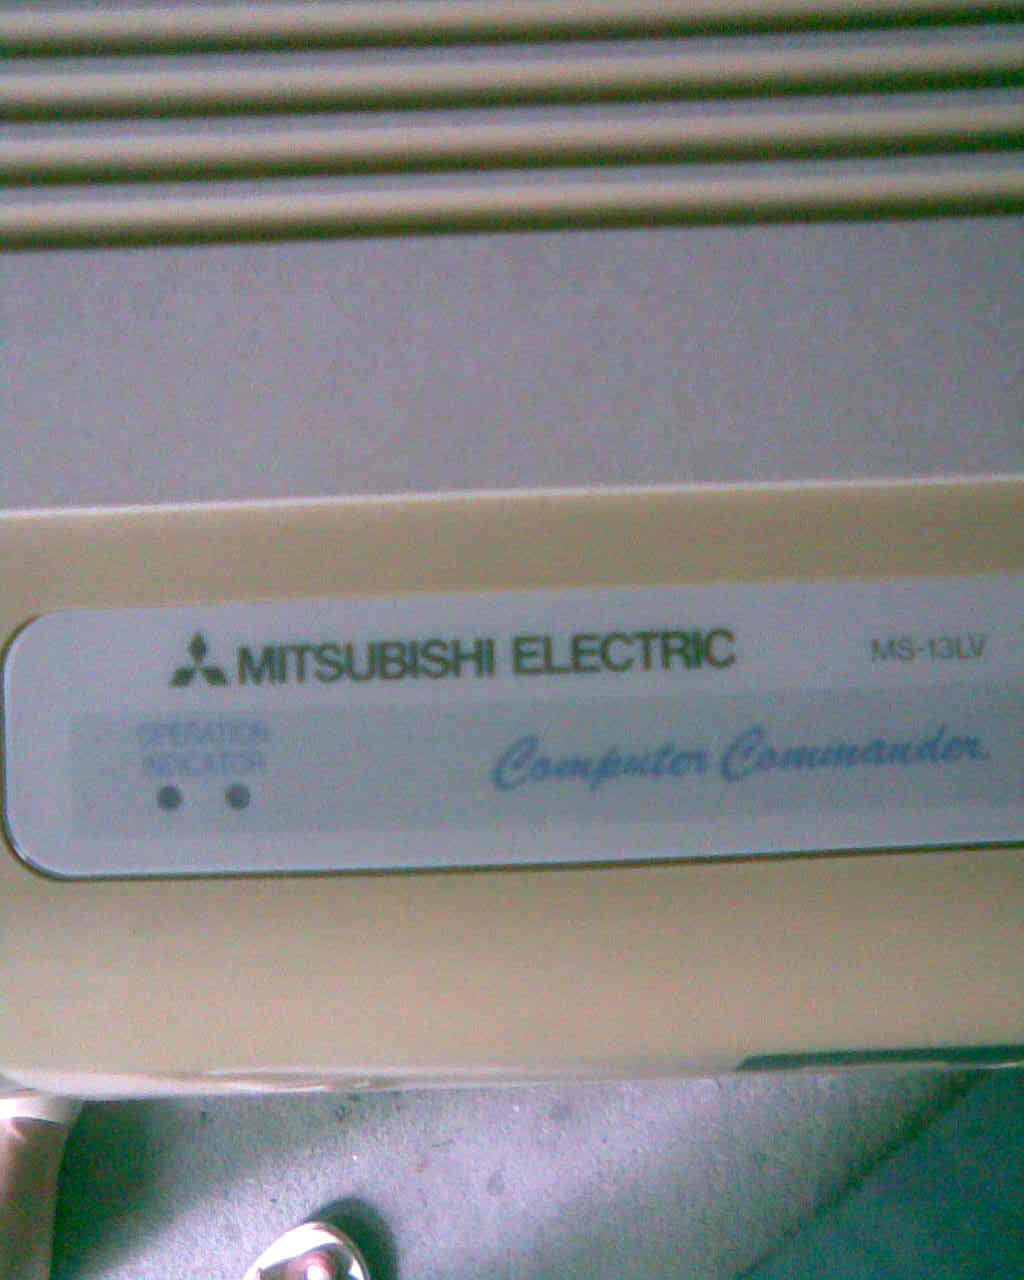 MITSUBISHI ELECTRIC
MS-13LV
OPERATION
INDICATOR
Computer Commander.